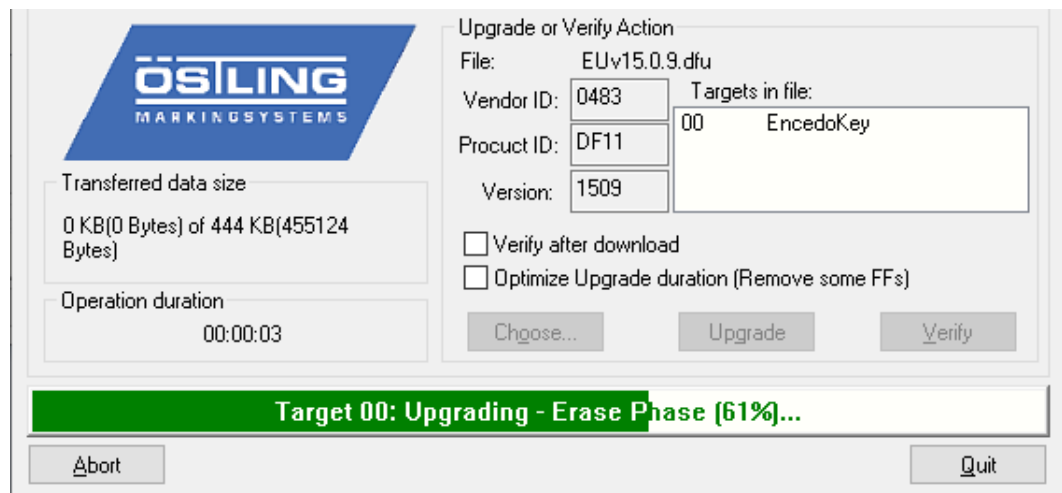 ÖSTLING
MARKINGSYSTEMS
Transferred data size
0 KB(0 Bytes) of 444 KB(455124
Bytes)
Operation duration
00:00:03
Upgrade or Verify Action
File: EUv15.0.9.dfu
Vendor ID: 0483
Targets in file:
00 EncedoKey
Procuct ID: DF11
Version: 1509
Verify after download
Optimize Upgrade duration (Remove some FFs)
Choose... Upgrade Verify
Target 00: Upgrading - Erase Phase (61%)...
Abort Quit